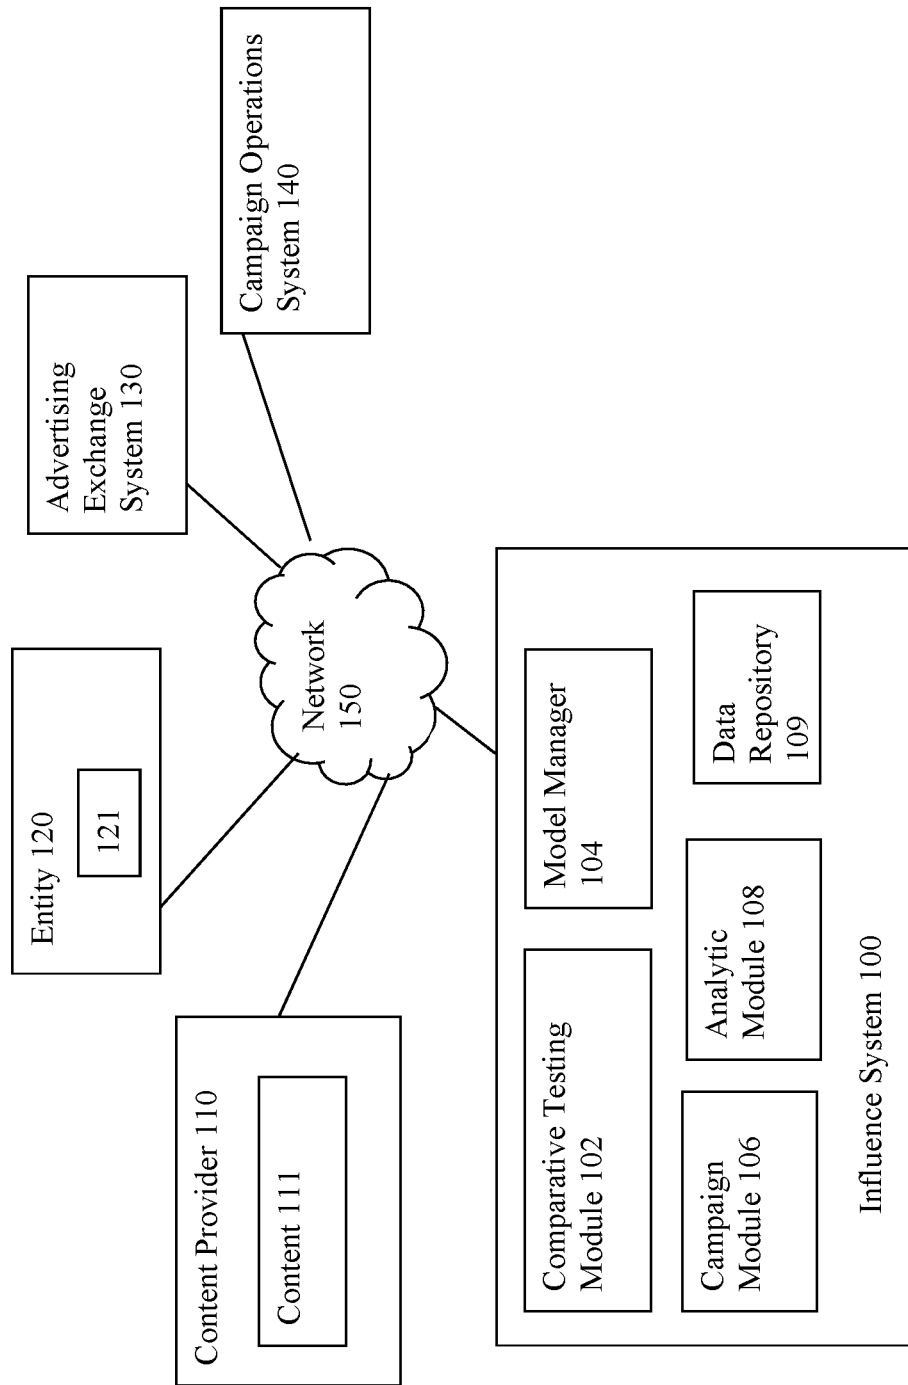 Content Provider 110
Content 111
Entity 120
121
Advertising
Exchange
System 130
Campaign Operations
System 140
Network
150
Comparative Testing
Module 102
Model Manager
104
Campaign
Module 106
Analytic
Module 108
Data
Repository
109
Influence System 100